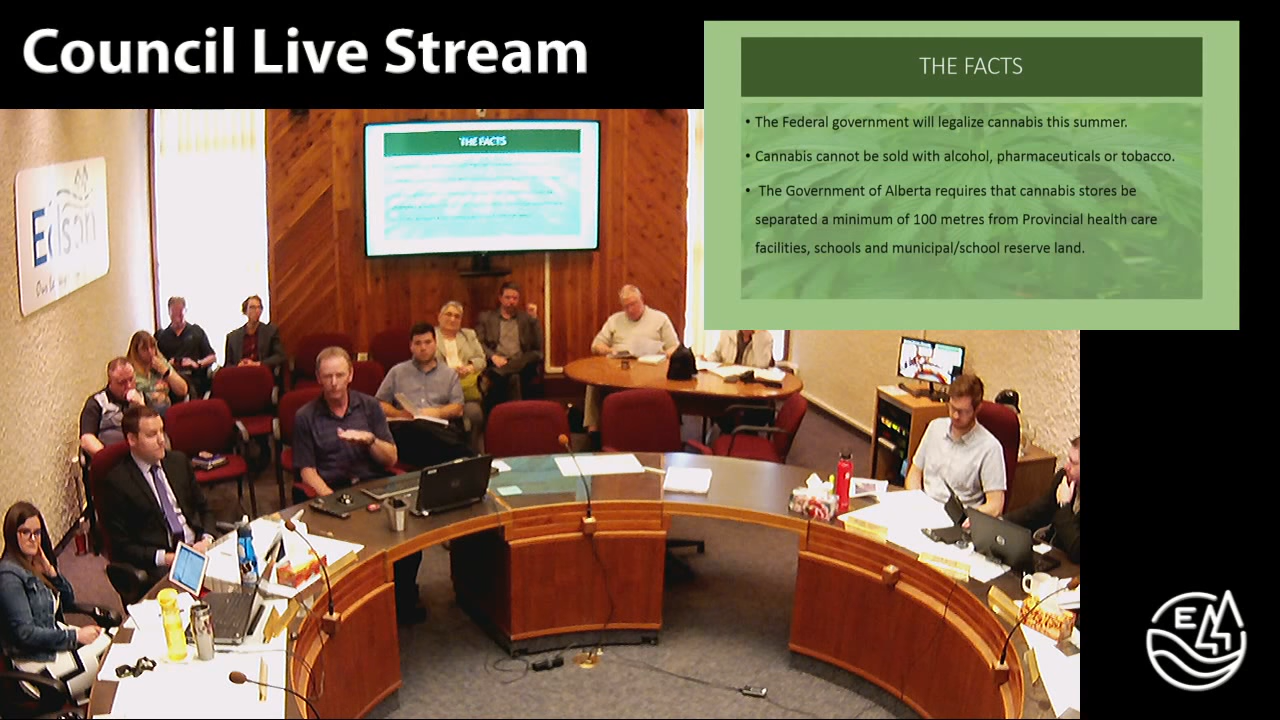 Council Live Stream
THE FACTS
• The Federal government will legalize cannabis this summer.
• Cannabis cannot be sold with alcohol, pharmaceuticals or tobacco.
• The Government of Alberta requires that cannabis stores be
separated a minimum of 100 metres from Provincial health care
facilities, schools and municipal/school reserve land.
THE FACTS
Edson
E